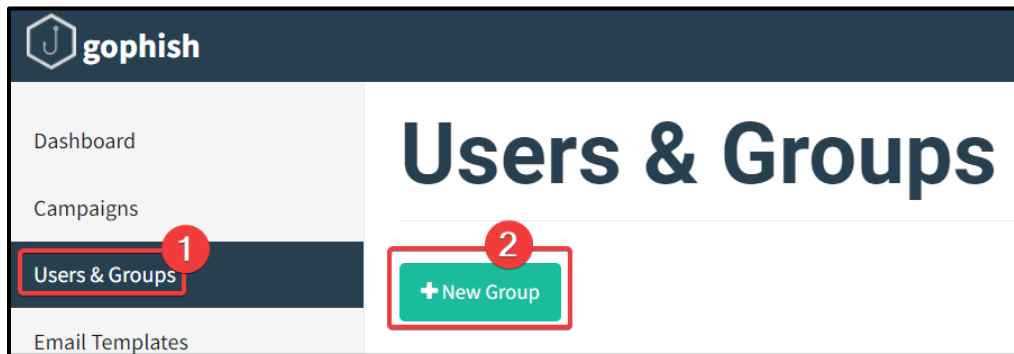 gophish
Dashboard
Campaigns
Users & Groups
Email Templates
Users & Groups
+ New Group
1
2